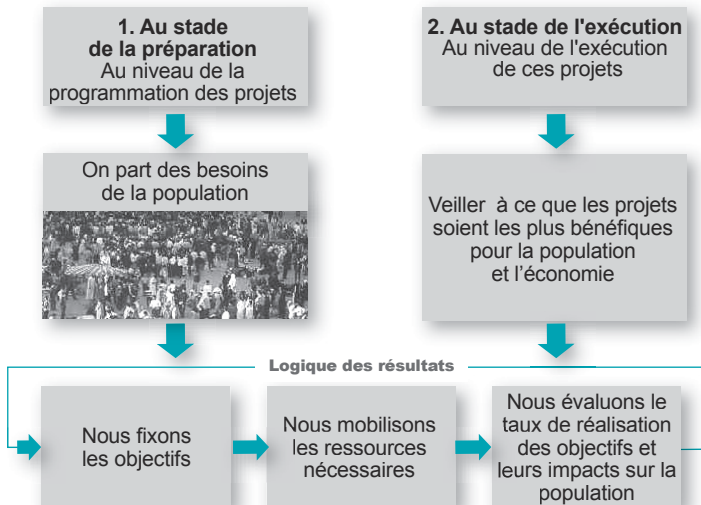 1. Au stade
de la préparation
Au niveau de la
programmation des projets
2. Au stade de l'exécution
Au niveau de l'exécution
de ces projets
On part des besoins
de la population
Veiller à ce que les projets
soient les plus bénéfiques
pour la population
et l’économie
Logique des résultats
Nous fixons
les objectifs
Nous mobilisons
les ressources
nécessaires
Nous évaluons le
taux de réalisation
des objectifs et
leurs impacts sur la
population